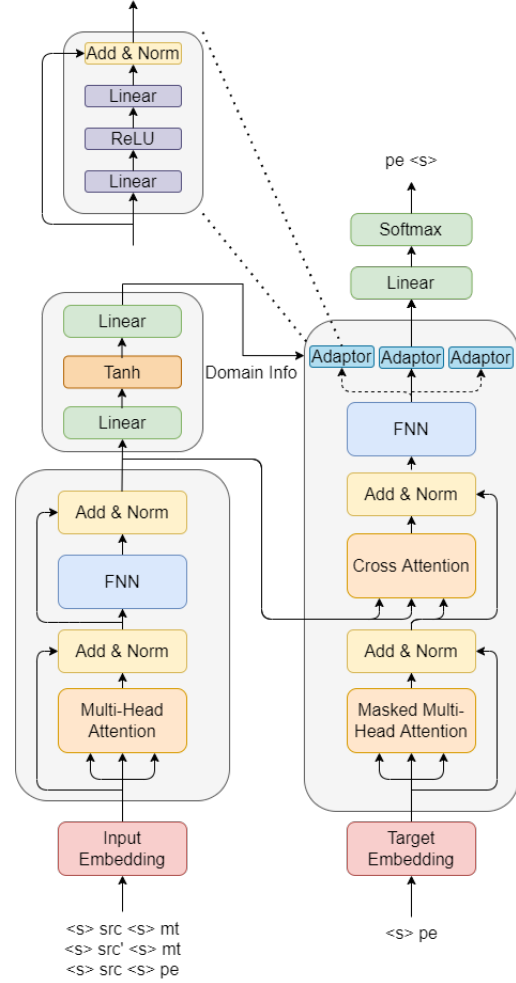 Add & Norm
Linear
ReLU
Linear
pe <s>
Softmax
Linear
Linear
Tanh
Linear
Domain Info
Adaptor
Adaptor
Adaptor
FNN
Add & Norm
Cross Attention
Add & Norm
Masked Multi-
Head Attention
Add & Norm
FNN
Add & Norm
Multi-Head
Attention
Input
Embedding
Target
Embedding
<s> src <s> mt
<s> src' <s> mt
<s> src <s> pe
<s> pe